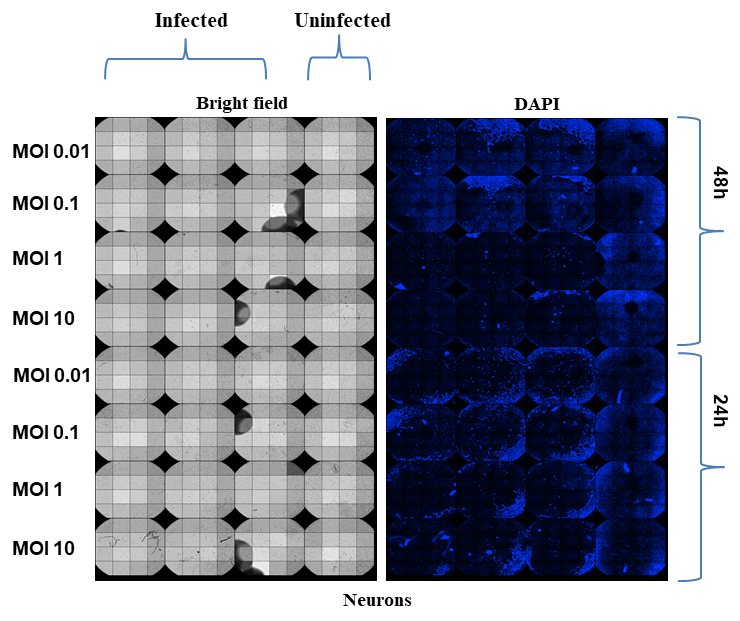 Infected Uninfected
Bright field DAPI
MOI 0.01
MOI 0.1
MOI 1
MOI 10
48h
MOI 0.01
MOI 0.1
MOI 1
MOI 10
24h
Neurons